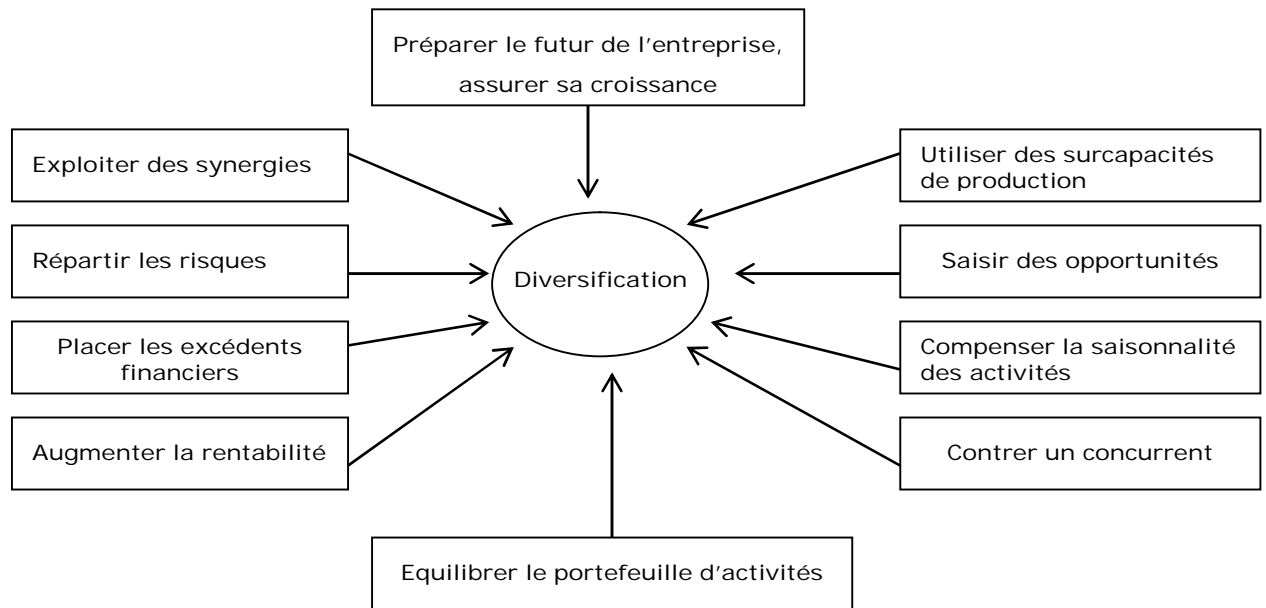 Préparer le futur de l'entreprise,
assurer sa croissance
Exploiter des synergies
Utiliser des surcapacités
de production
Répartir les risques
Diversification
Saisir des opportunités
Placer les excédents
financiers
Compenser la saisonnalité
des activités
Augmenter la rentabilité
Contrer un concurrent
Equilibrer le portefeuille d'activités